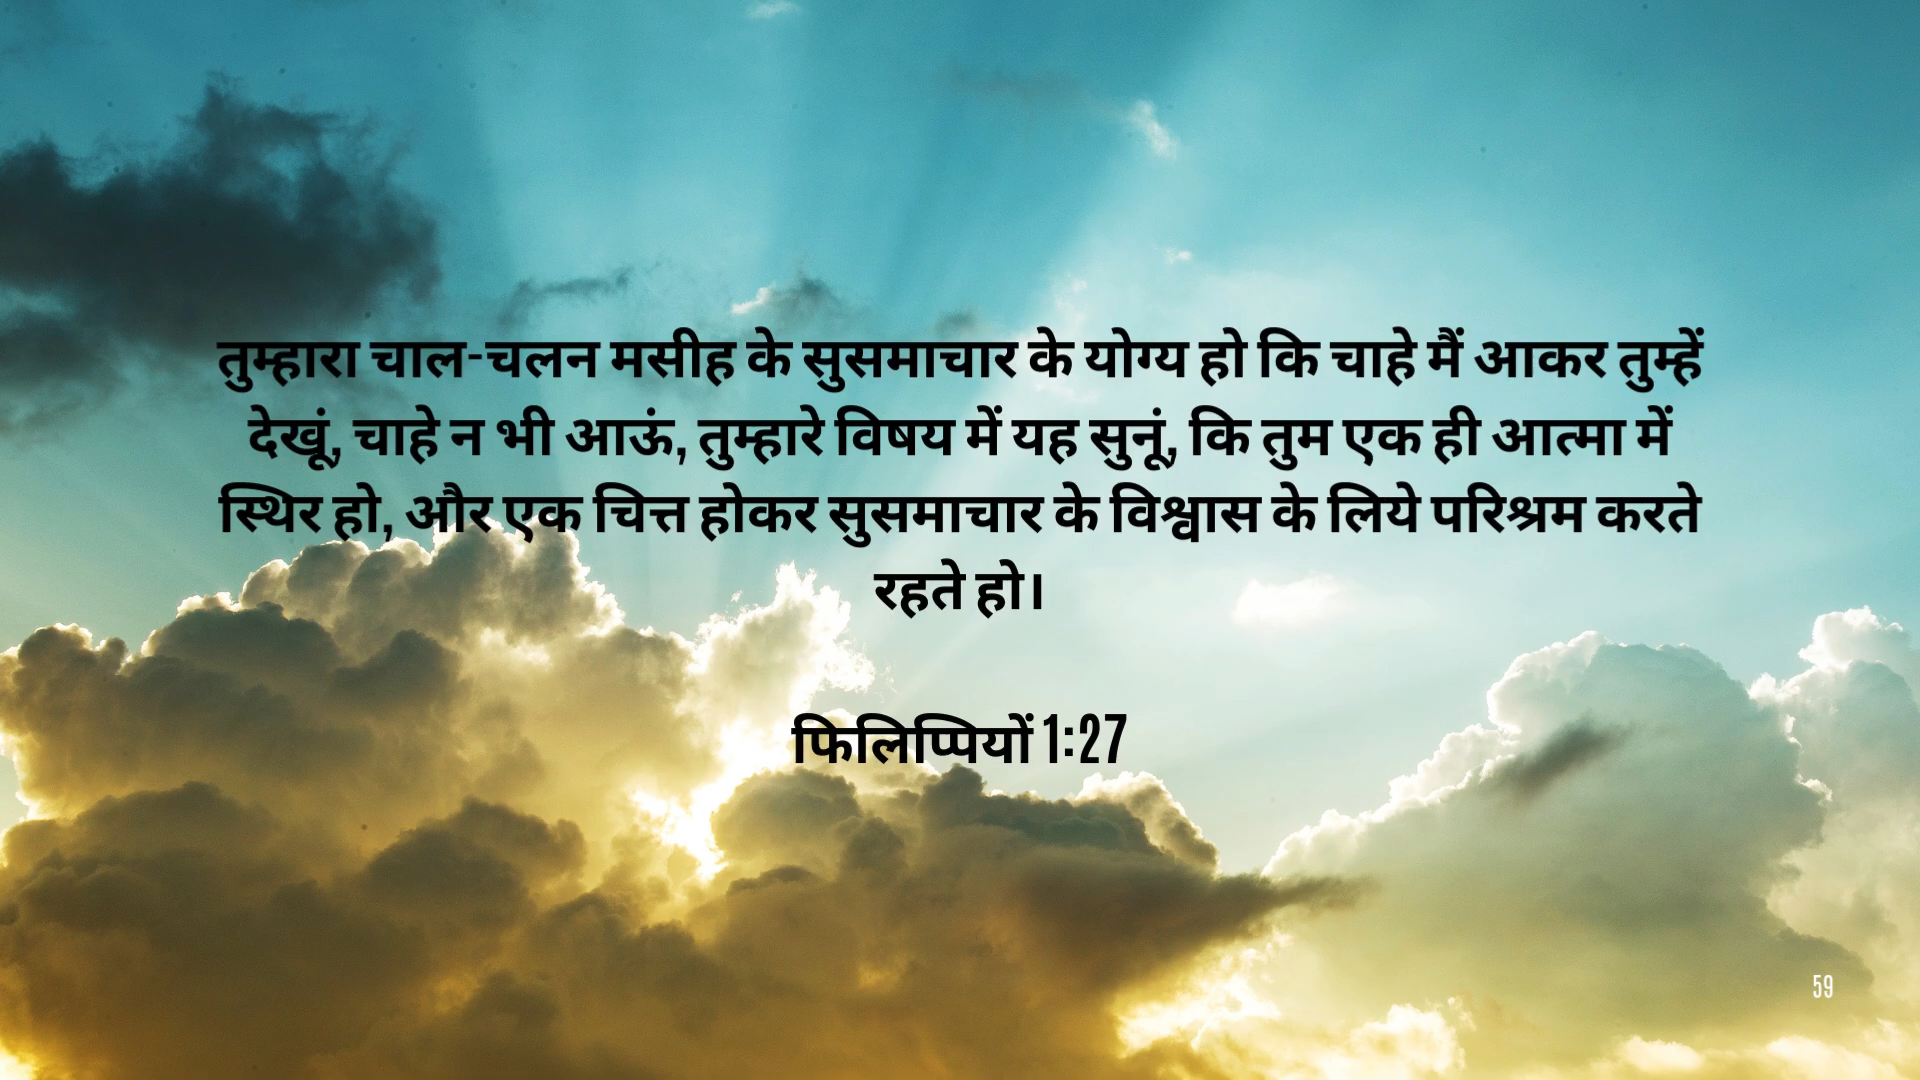 तुम्हारा चाल-चलन मसीह के सुसमाचार के योग्य हो कि चाहे मैं आकर तुम्हें
देखूं, चाहे न भी आऊं, तुम्हारे विषय में यह सुनूं, कि तुम एक ही आत्मा में
स्थिर हो, और एक चित्त होकर सुसमाचार के विश्वास के लिये परिश्रम करते
रहते हो।
फिलिप्पियों 1:27
59